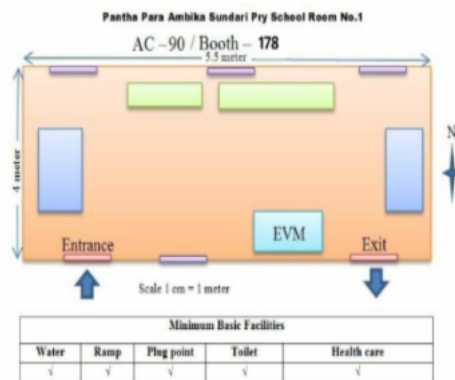 Pantha Para Ambika Sundari Pry School Room No.1
AC –90 / Booth – 178
5.5 meter
4 meter
N
EVM
Entrance
Exit
Scale 1 cm = 1 meter
Minimum Basic Facilities
Water Ramp Plug point Toilet Health care
√ √ √ √ √